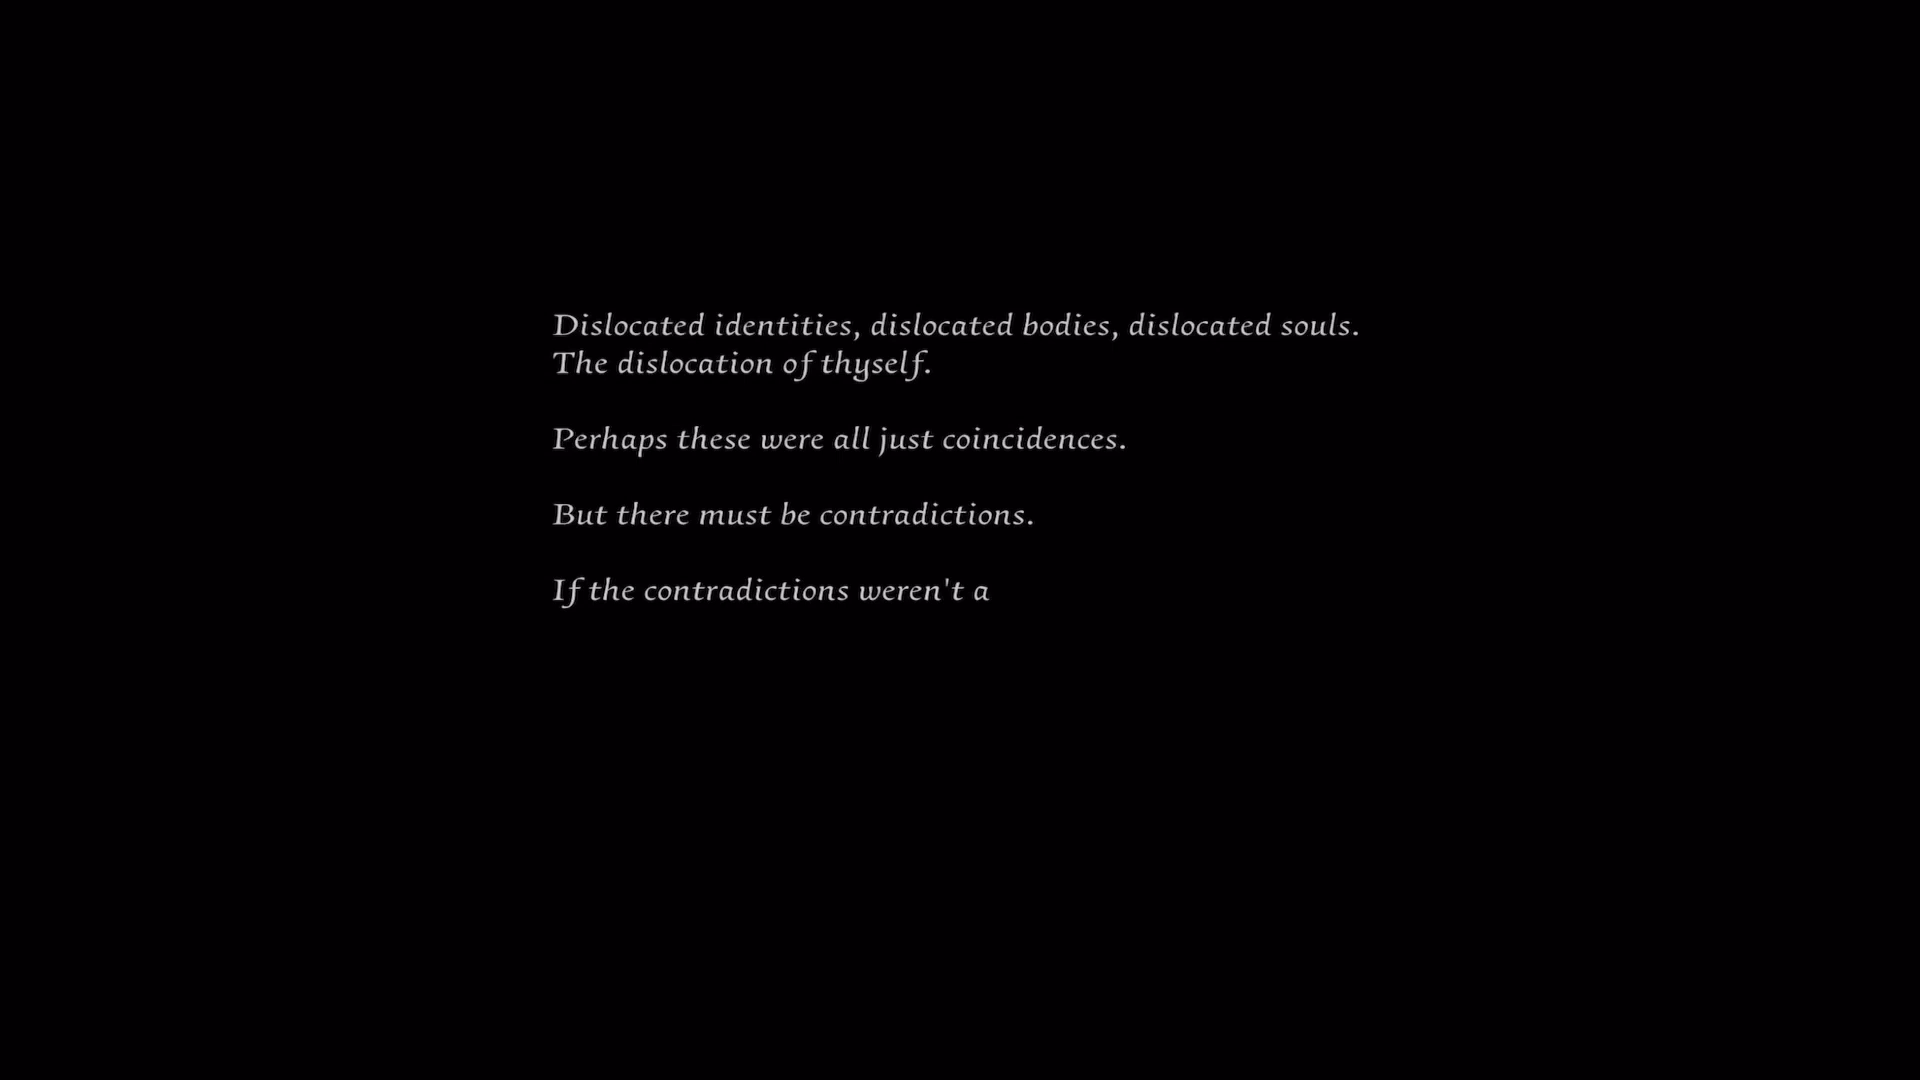 Dislocated identities, dislocated bodies, dislocated souls.
The dislocation of thyself.
Perhaps these were all just coincidences.
But there must be contradictions.
If the contradictions weren't a